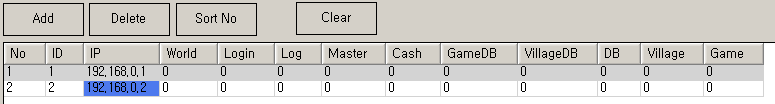 Add Delete Sort No Clear
No ID IP World Login Log Master Cash GameDB VillageDB DB Village Game
1 1 192,168,0,1 0 0 0 0 0 0 0 0 0 0
2 2 192,168,0,2 0 0 0 0 0 0 0 0 0 0